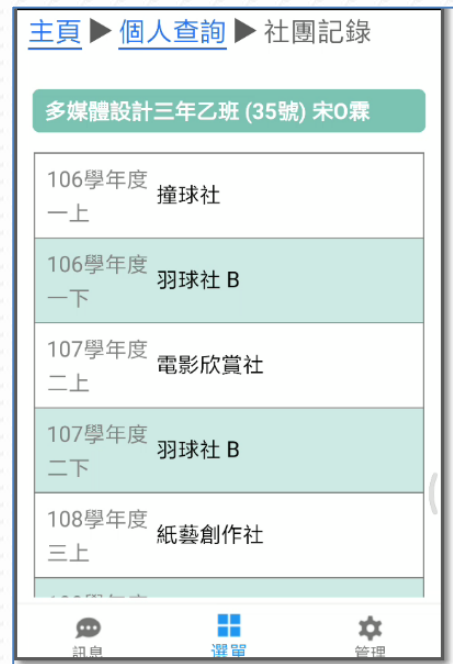 主頁 ▶ 個人查詢 ▶ 社團記錄
多媒體設計三年乙班 (35號) 宋O霖
106學年度
一上
撞球社
106學年度
一下
羽球社 B
107學年度
二上
電影欣賞社
107學年度
二下
羽球社 B
108學年度
三上
紙藝創作社
訊息
選單
管理